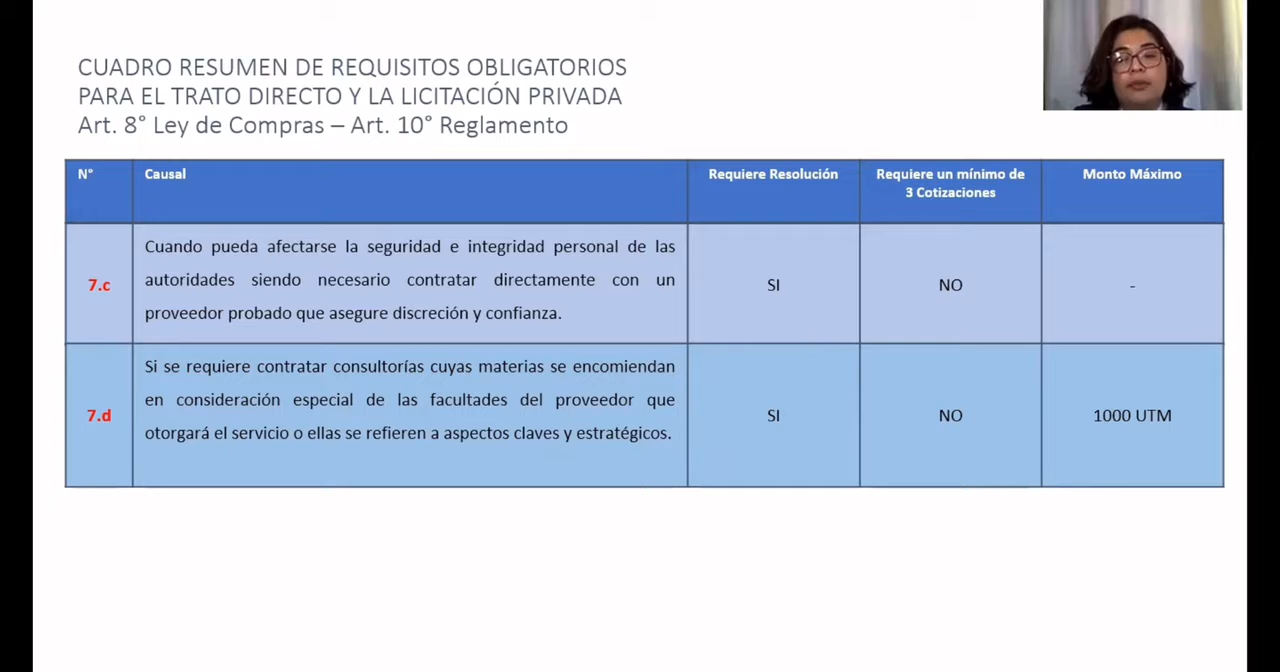 CUADRO RESUMEN DE REQUISITOS OBLIGATORIOS
PARA EL TRATO DIRECTO Y LA LICITACIÓN PRIVADA
Art. 8° Ley de Compras – Art. 10° Reglamento
N°
Causal
Requiere Resolución
Requiere un mínimo de
3 Cotizaciones
Monto Máximo
7.c
Cuando pueda afectarse la seguridad e integridad personal de las
autoridades siendo necesario contratar directamente con un
proveedor probado que asegure discreción y confianza.
SI
NO
-
7.d
Si se requiere contratar consultorías cuyas materias se encomiendan
en consideración especial de las facultades del proveedor que
otorgará el servicio o ellas se refieren a aspectos claves y estratégicos.
SI
NO
1000 UTM